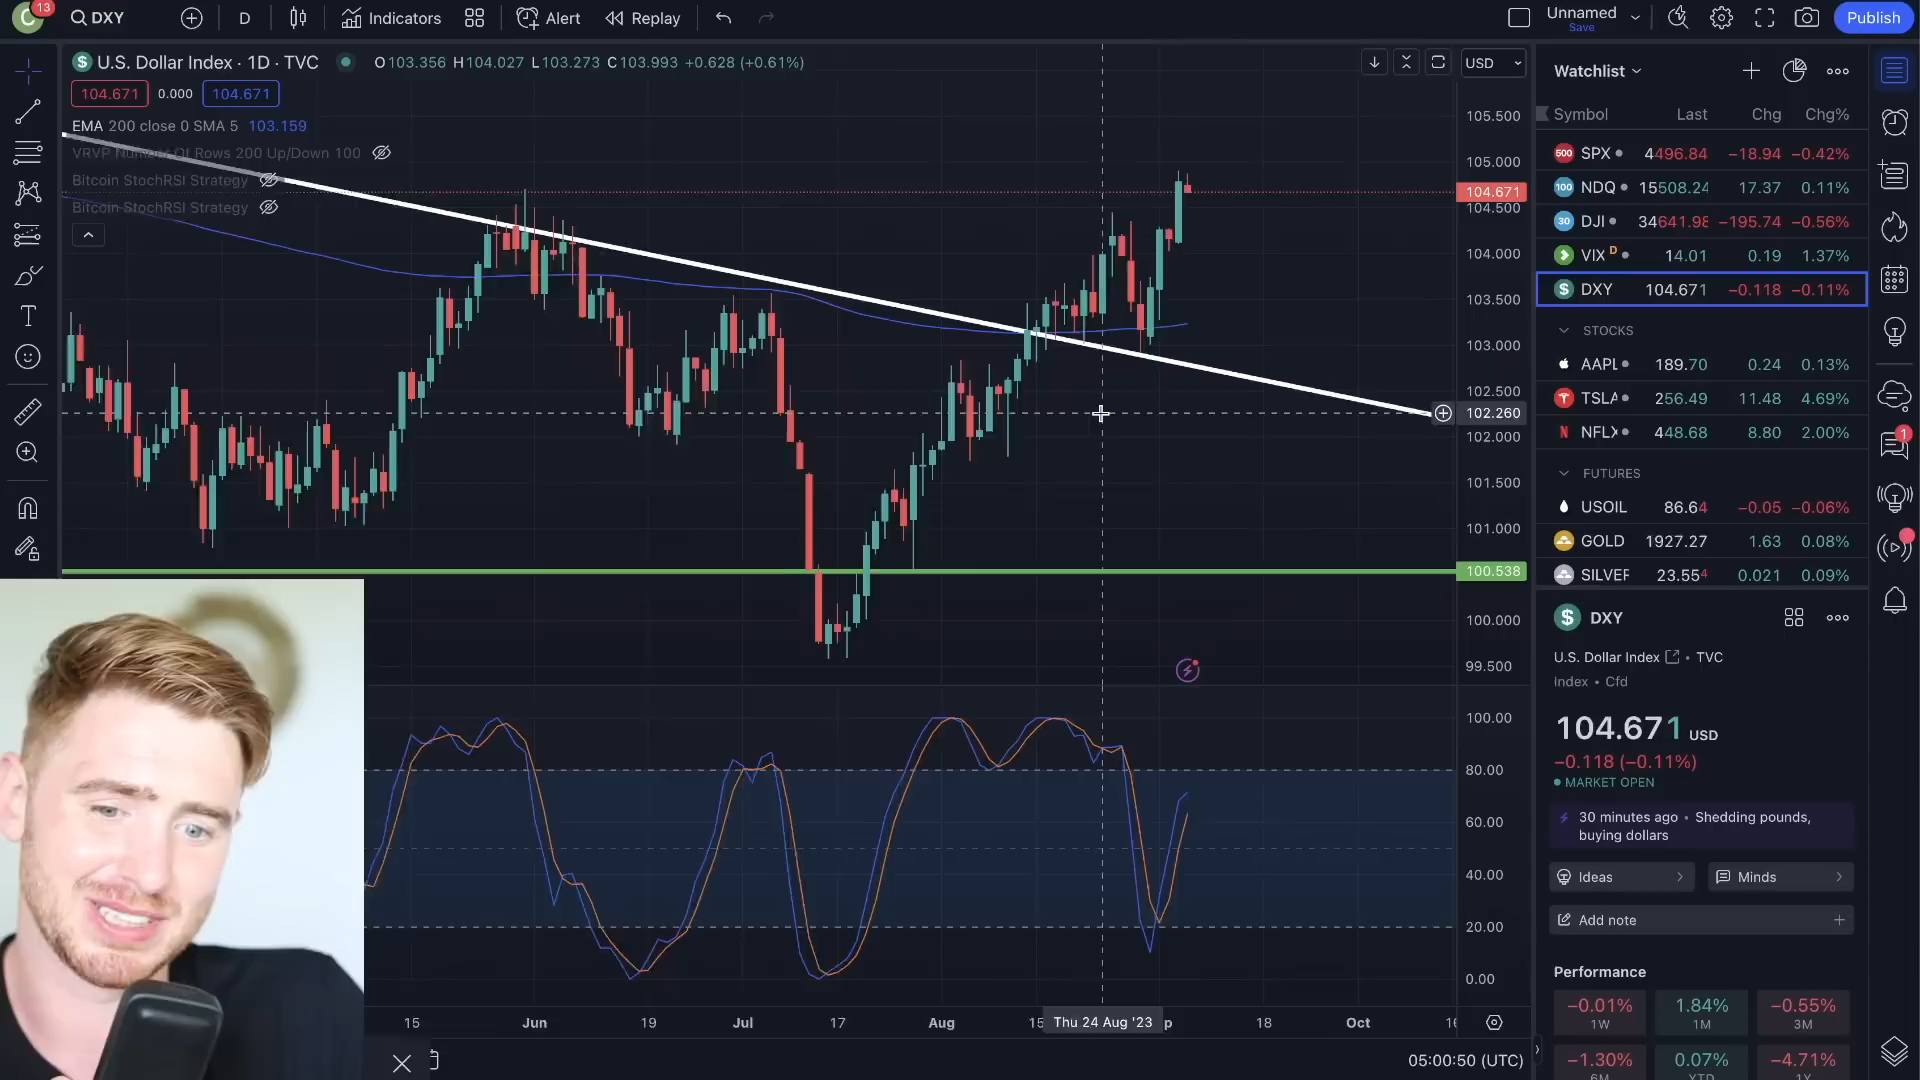 C 13 DXY D Indicators Alert Replay Unnamed Save Publish
U.S. Dollar Index · 1D · TVC O103.356 H104.027 L103.273 C103.993 +0.628 (+0.61%) USD
104.671 0.000 104.671
EMA 200 close 0 SMA 5 103.159
VRVP Number Of Rows 200 Up/Down 100
Bitcoin StochRSI Strategy
Bitcoin StochRSI Strategy
105.500
105.000
104.671
104.500
104.000
103.500
103.000
102.500
102.260
102.000
101.500
101.000
100.538
100.000
99.500
100.00
80.00
60.00
40.00
20.00
0.00
15 Jun 19 Jul 17 Aug 15 Thu 24 Aug '23 18 Oct 16
05:00:50 (UTC)
Watchlist
Symbol Last Chg Chg%
500 SPX 4496.84 −18.94 −0.42%
100 NDQ 15508.24 17.37 0.11%
30 DJI 34641.98 −195.74 −0.56%
VIX D 14.01 0.19 1.37%
$ DXY 104.671 −0.118 −0.11%
STOCKS
AAPL 189.70 0.24 0.13%
TSLA 256.49 11.48 4.69%
NFLX 448.68 8.80 2.00%
FUTURES
USOIL 86.64 −0.05 −0.06%
GOLD 1927.27 1.63 0.08%
SILVER 23.554 0.021 0.09%
$ DXY
U.S. Dollar Index • TVC
Index • Cfd
104.671 USD
−0.118 (−0.11%)
MARKET OPEN
30 minutes ago • Shedding pounds,
buying dollars
Ideas Minds
Add note
Performance
−0.01% 1.84% −0.55%
1W 1M 3M
−1.30% 0.07% −4.71%
6M YTD 1Y
1